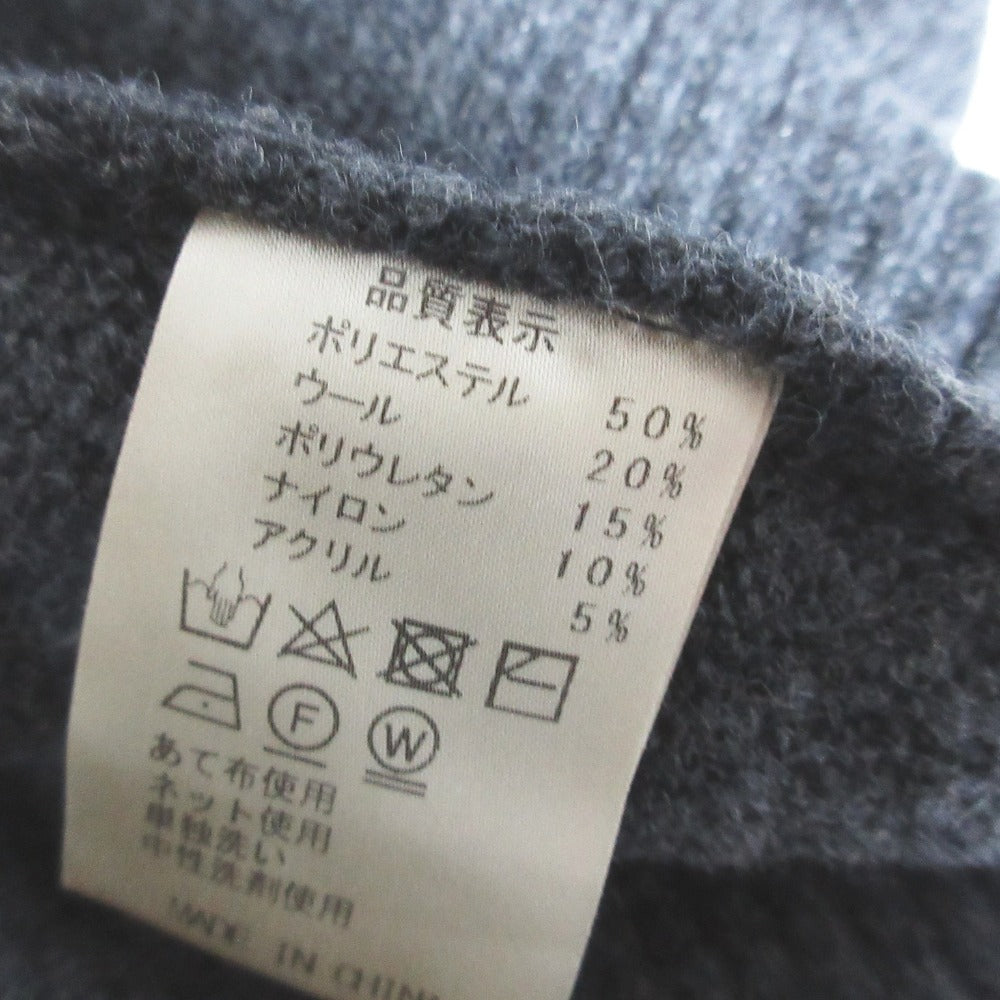 品質表示
ポリエステル 50%
ウール 20%
ポリウレタン 15%
ナイロン 10%
アクリル 5%
F W
あて布使用
ネット使用
単独洗い
中性洗剤使用
MADE IN CHINA